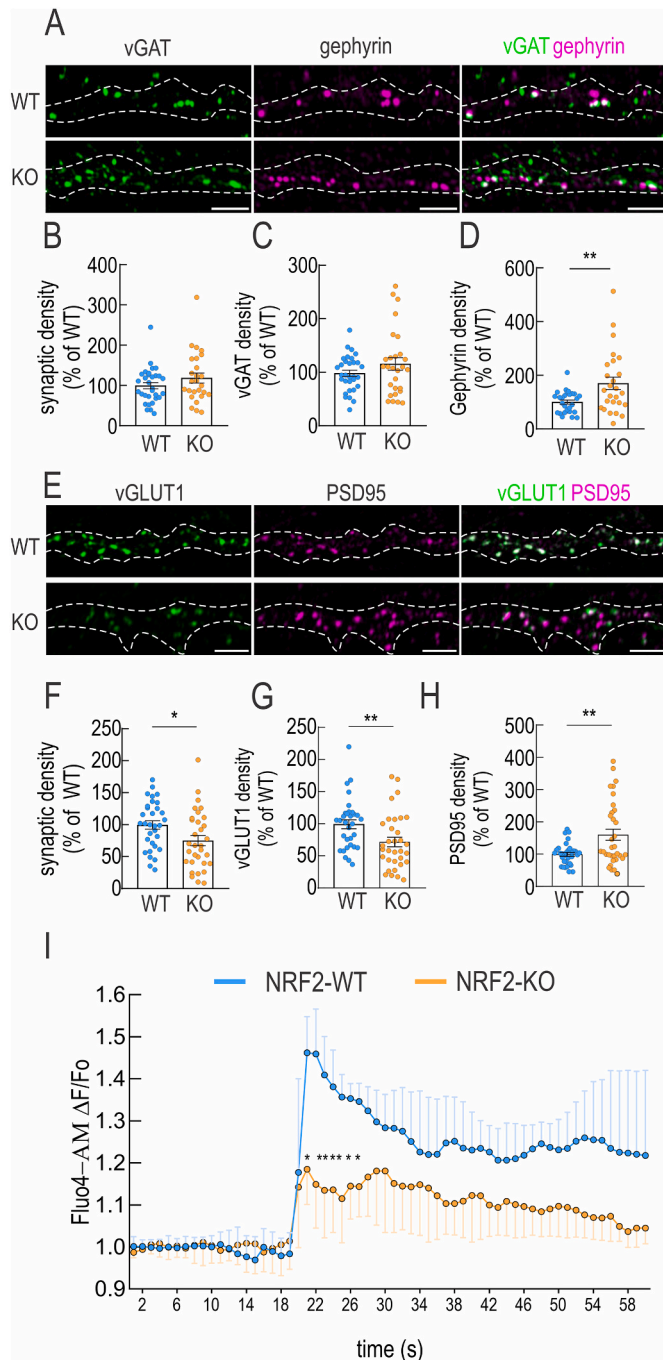 A
vGAT gephyrin vGAT gephyrin
WT
KO
B C D
synaptic density
(% of WT)
400
300
200
100
0
WT KO
vGAT density
(% of WT)
300
200
100
0
WT KO
**
Gephyrin density
(% of WT)
600
400
200
0
WT KO
E
vGLUT1 PSD95 vGLUT1 PSD95
WT
KO
F G H
*
synaptic density
(% of WT)
250
200
150
100
50
0
WT KO
**
vGLUT1 density
(% of WT)
250
200
150
100
50
0
WT KO
**
PSD95 density
(% of WT)
500
400
300
200
100
0
WT KO
I
NRF2-WT NRF2-KO
Fluo4–AM ΔF/Fo
1.6
1.5
1.4
1.3
1.2
1.1
1.0
0.9
* **** * *
2 6 10 14 18 22 26 30 34 38 42 46 50 54 58
time (s)